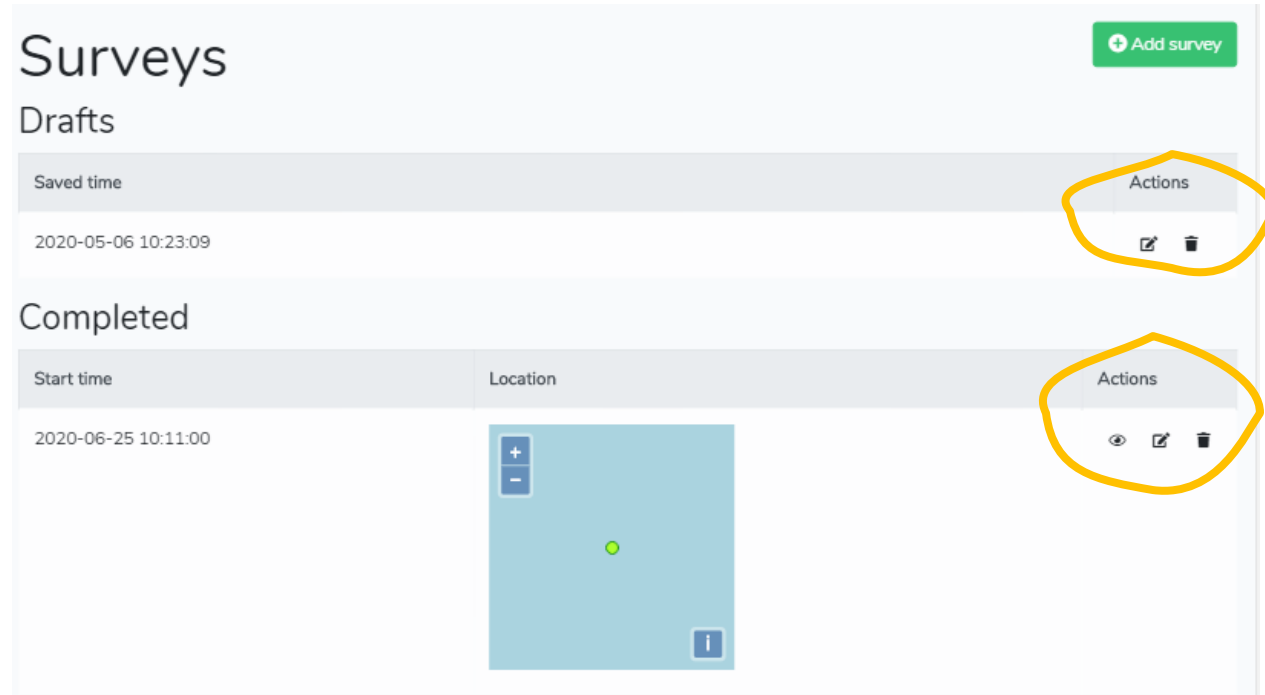 Surveys
Add survey
Drafts
Saved time Actions
2020-05-06 10:23:09
Completed
Start time Location Actions
2020-06-25 10:11:00
+
−
i